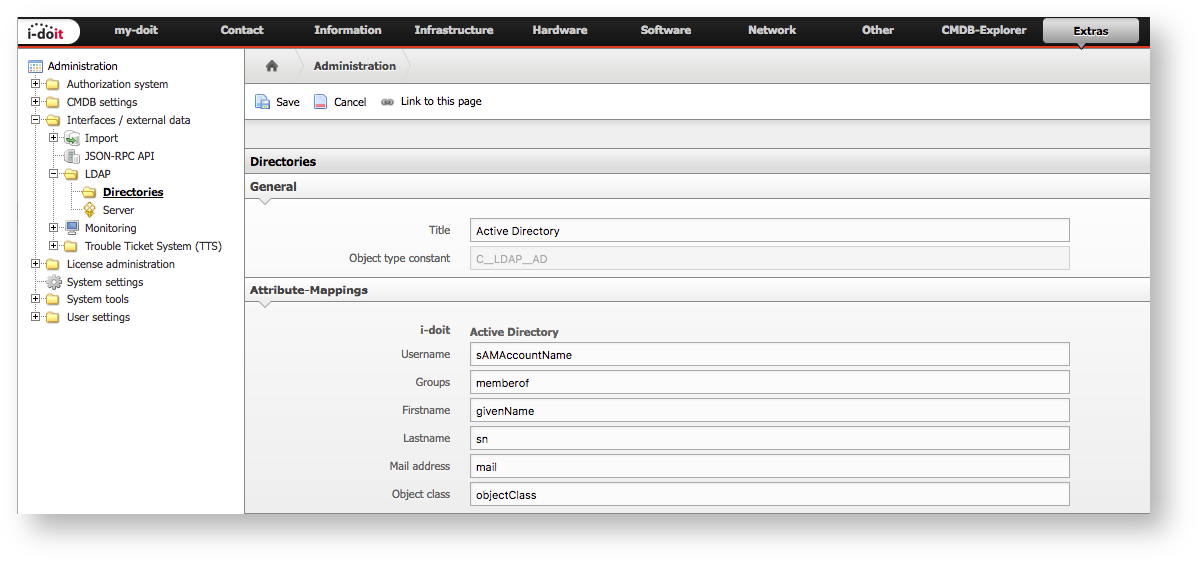 i-doit my-doit Contact Information Infrastructure Hardware Software Network Other CMDB-Explorer Extras
Administration
Authorization system
CMDB settings
Interfaces / external data
Import
JSON-RPC API
LDAP
Directories
Server
Monitoring
Trouble Ticket System (TTS)
License administration
System settings
System tools
User settings
Administration
Save Cancel Link to this page
Directories
General
Title Active Directory
Object type constant C__LDAP__AD
Attribute-Mappings
i-doit Active Directory
Username sAMAccountName
Groups memberof
Firstname givenName
Lastname sn
Mail address mail
Object class objectClass